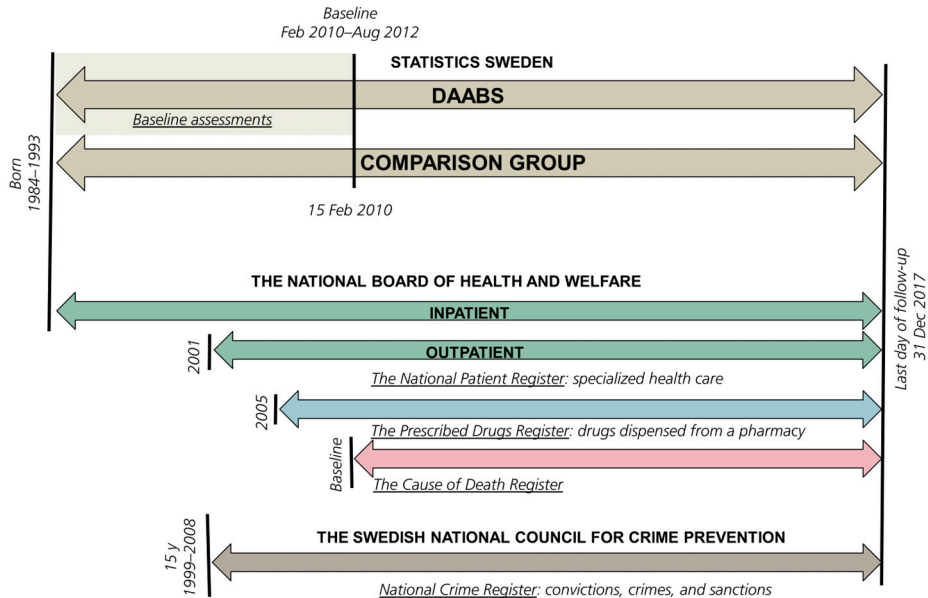 Baseline
Feb 2010–Aug 2012
STATISTICS SWEDEN
DAABS
Baseline assessments
COMPARISON GROUP
Born
1984–1993
15 Feb 2010
THE NATIONAL BOARD OF HEALTH AND WELFARE
INPATIENT
2001
OUTPATIENT
The National Patient Register: specialized health care
2005
The Prescribed Drugs Register: drugs dispensed from a pharmacy
Baseline
The Cause of Death Register
Last day of follow-up
31 Dec 2017
15 y
1999–2008
THE SWEDISH NATIONAL COUNCIL FOR CRIME PREVENTION
National Crime Register: convictions, crimes, and sanctions